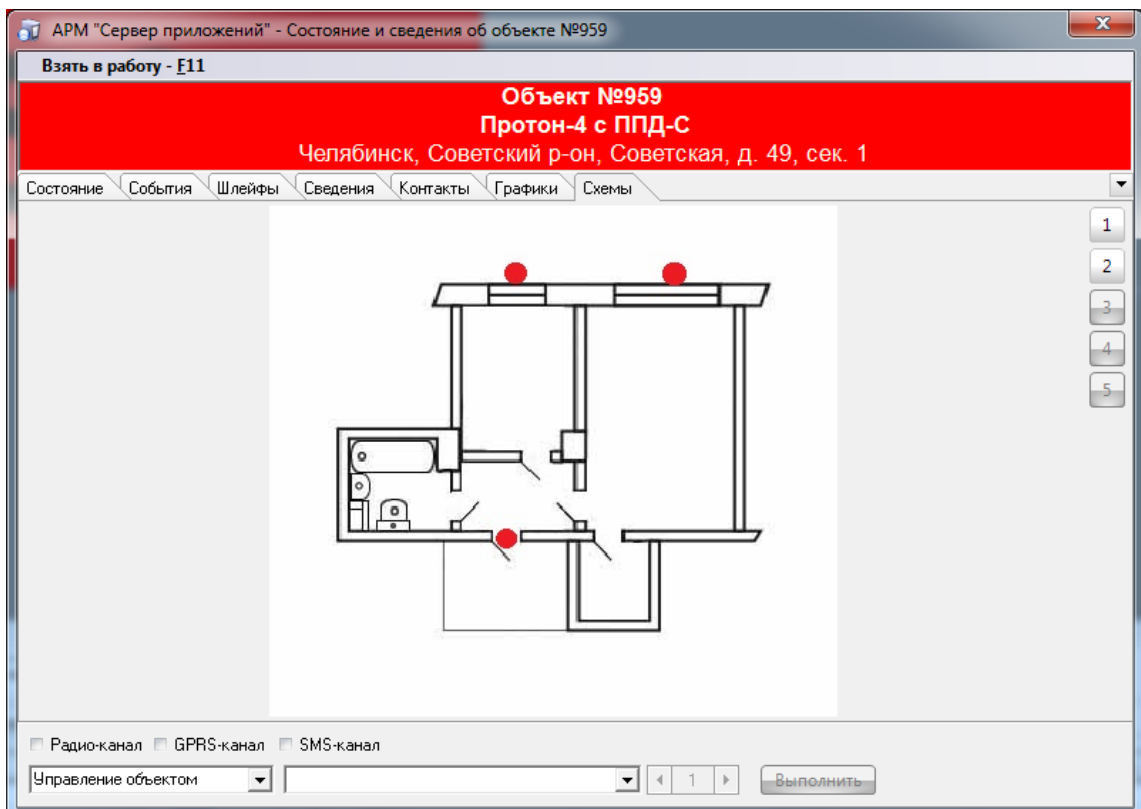 АРМ "Сервер приложений" - Состояние и сведения об объекте №959
Взять в работу - F11
Объект №959
Протон-4 с ППД-С
Челябинск, Советский р-он, Советская, д. 49, сек. 1
Состояние События Шлейфы Сведения Контакты Графики Схемы
1
2
3
4
5
Радио-канал GPRS-канал SMS-канал
Управление объектом 1 Выполнить